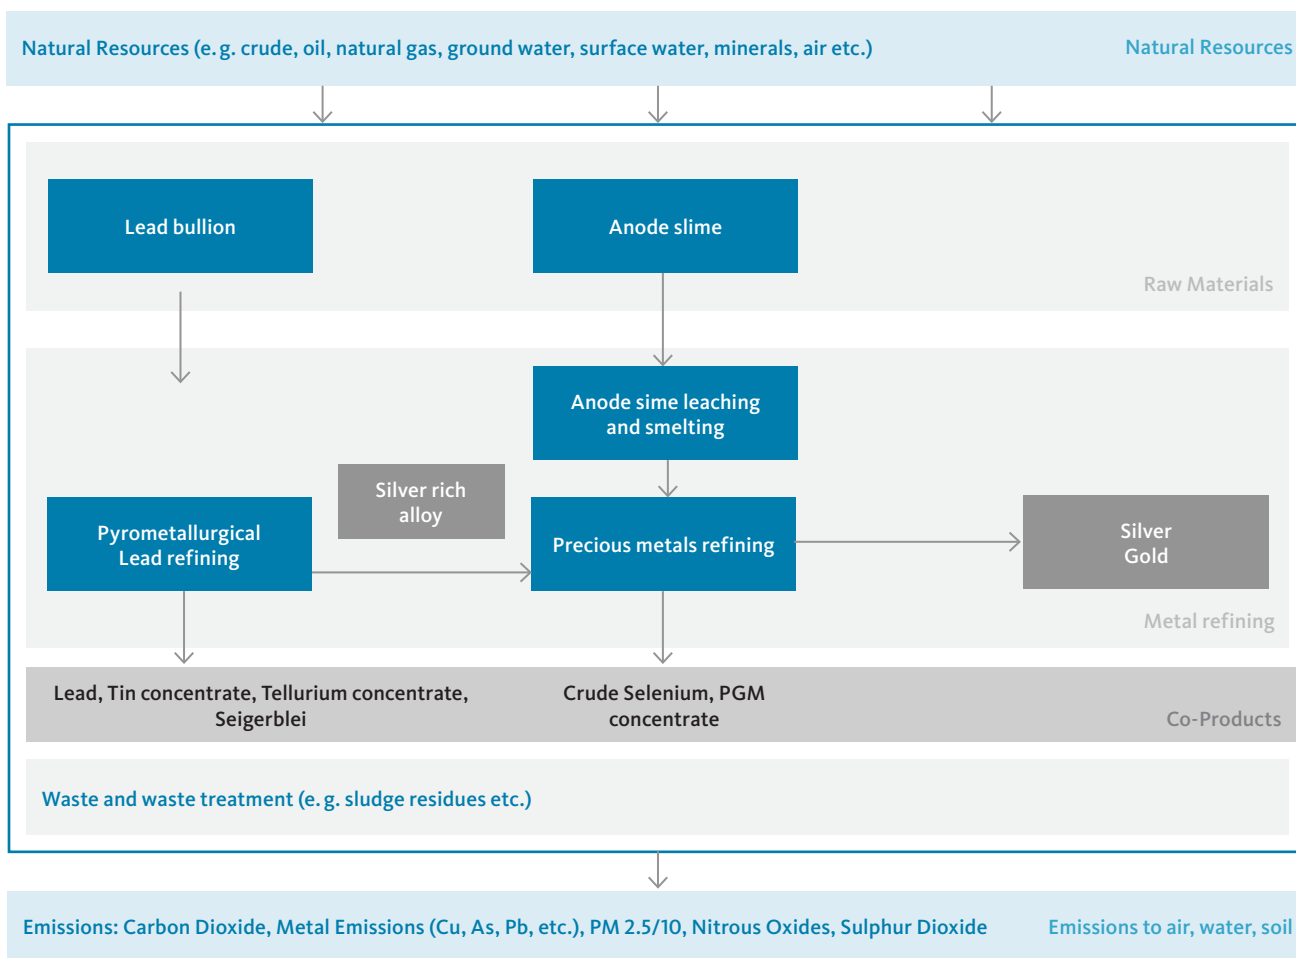 Natural Resources (e.g. crude, oil, natural gas, ground water, surface water, minerals, air etc.)
Natural Resources
Lead bullion
Anode slime
Raw Materials
Anode sime leaching
and smelting
Silver rich
alloy
Pyrometallurgical
Lead refining
Precious metals refining
Silver
Gold
Metal refining
Lead, Tin concentrate, Tellurium concentrate,
Seigerblei
Crude Selenium, PGM
concentrate
Co-Products
Waste and waste treatment (e.g. sludge residues etc.)
Emissions: Carbon Dioxide, Metal Emissions (Cu, As, Pb, etc.), PM 2.5/10, Nitrous Oxides, Sulphur Dioxide
Emissions to air, water, soil